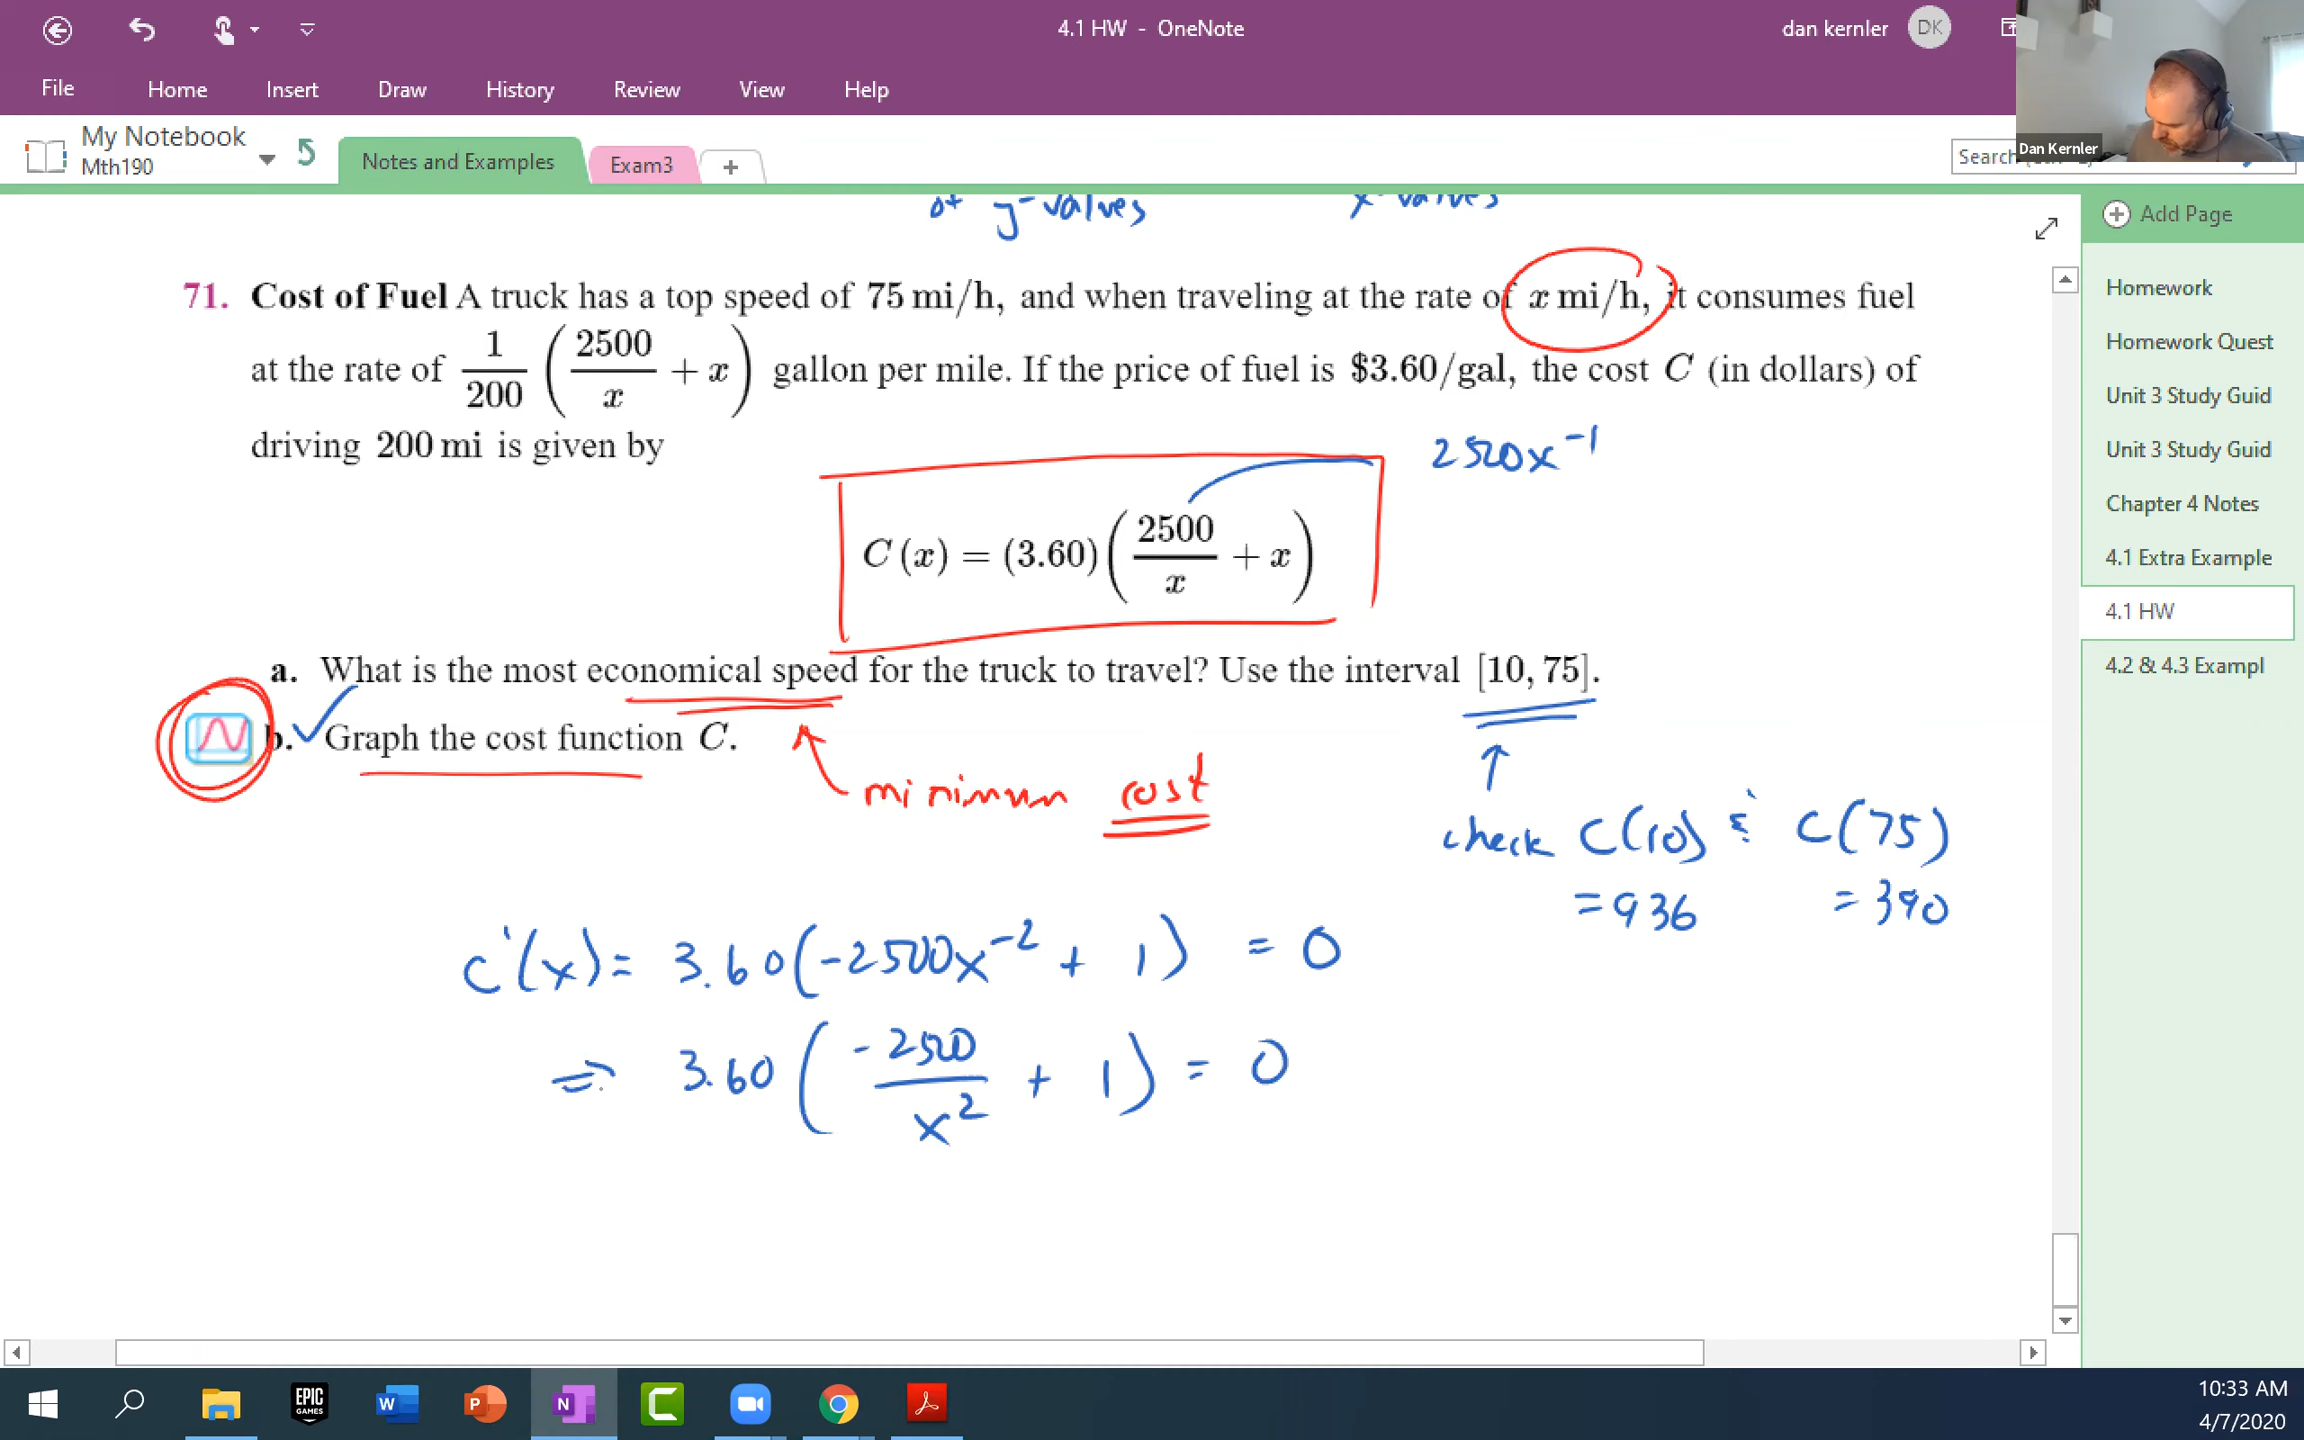 4.1 HW - OneNote
dan kernler DK
File Home Insert Draw History Review View Help
My Notebook
Mth190
Notes and Examples
Exam3
+
Search
Dan Kernler
of y-values x-values
71. Cost of Fuel A truck has a top speed of 75 mi/h, and when traveling at the rate of x mi/h, it consumes fuel
at the rate of 1/200 (2500/x + x) gallon per mile. If the price of fuel is $3.60/gal, the cost C (in dollars) of
driving 200 mi is given by
2500x⁻¹
C(x) = (3.60)(2500/x + x)
a. What is the most economical speed for the truck to travel? Use the interval [10, 75].
b. Graph the cost function C.
minimum cost
check C(10) & C(75)
=936 = 390
C'(x) = 3.60(-2500x⁻² + 1) = 0
⇒ 3.60(-2500/x² + 1) = 0
Add Page
Homework
Homework Quest
Unit 3 Study Guid
Unit 3 Study Guid
Chapter 4 Notes
4.1 Extra Example
4.1 HW
4.2 & 4.3 Exampl
EPIC
GAMES
W
P
N
C
10:33 AM
4/7/2020